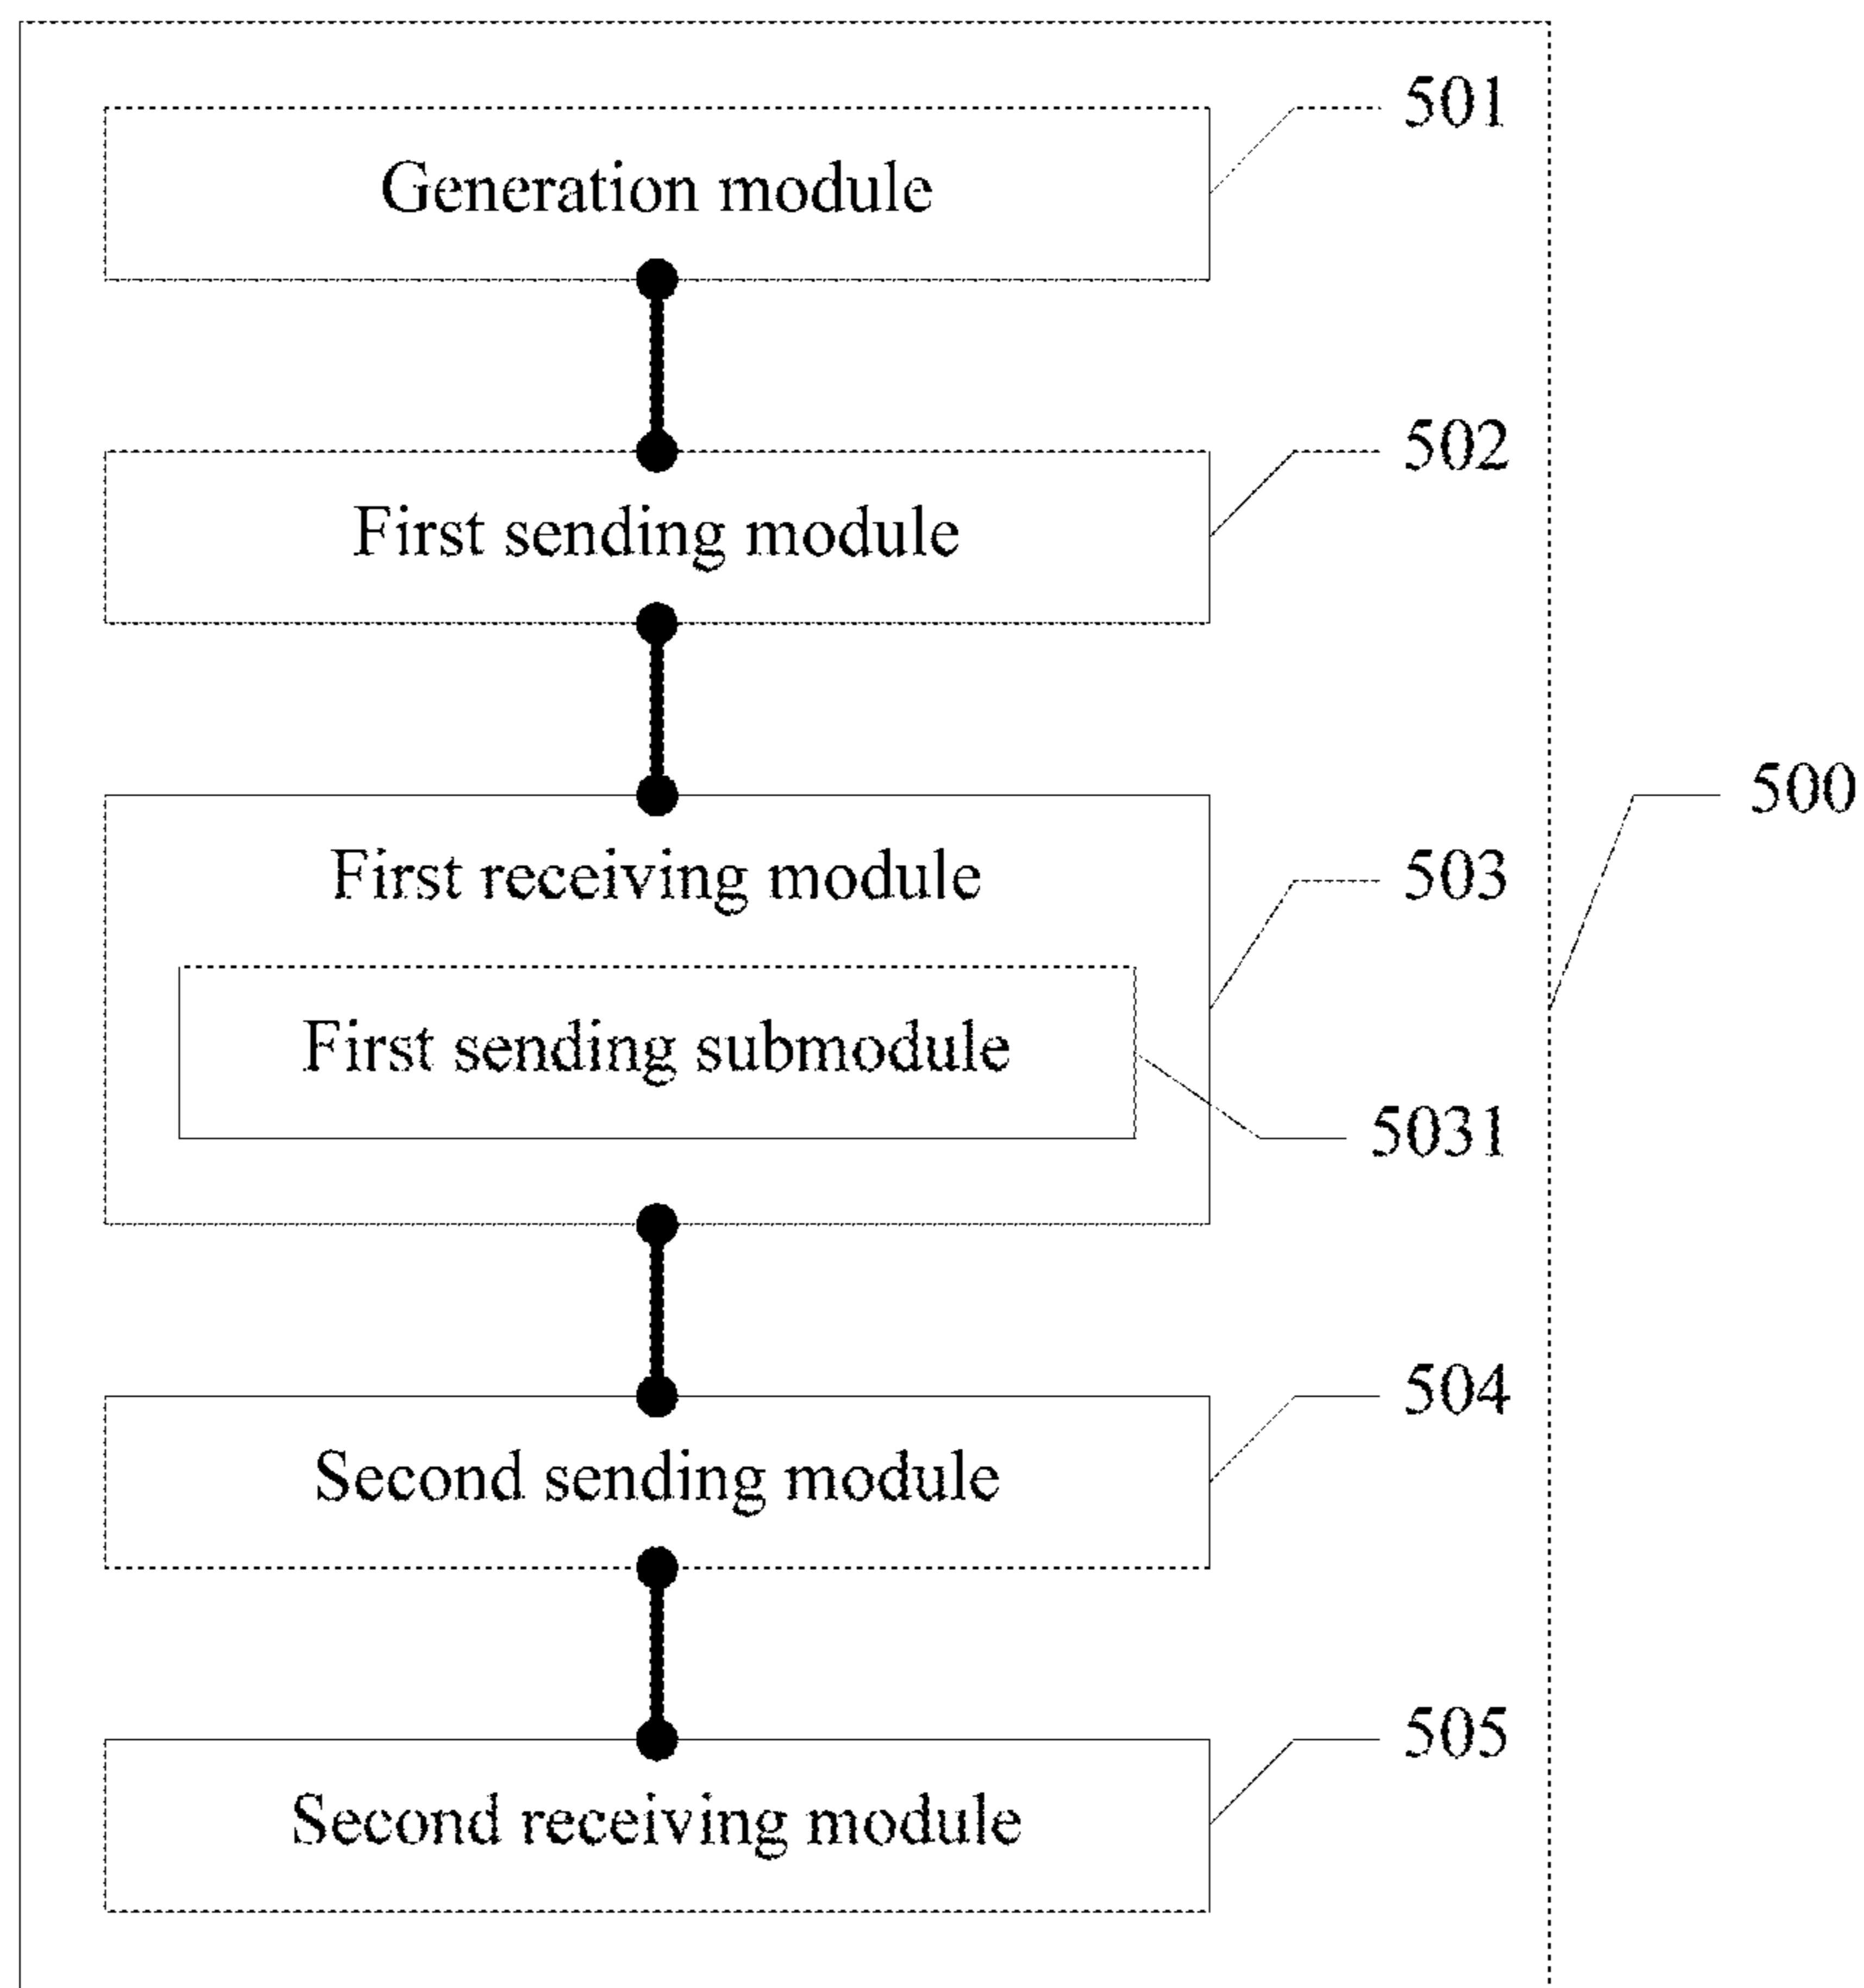 501
Generation module
502
First sending module
500
First receiving module
503
First sending submodule
5031
504
Second sending module
505
Second receiving module